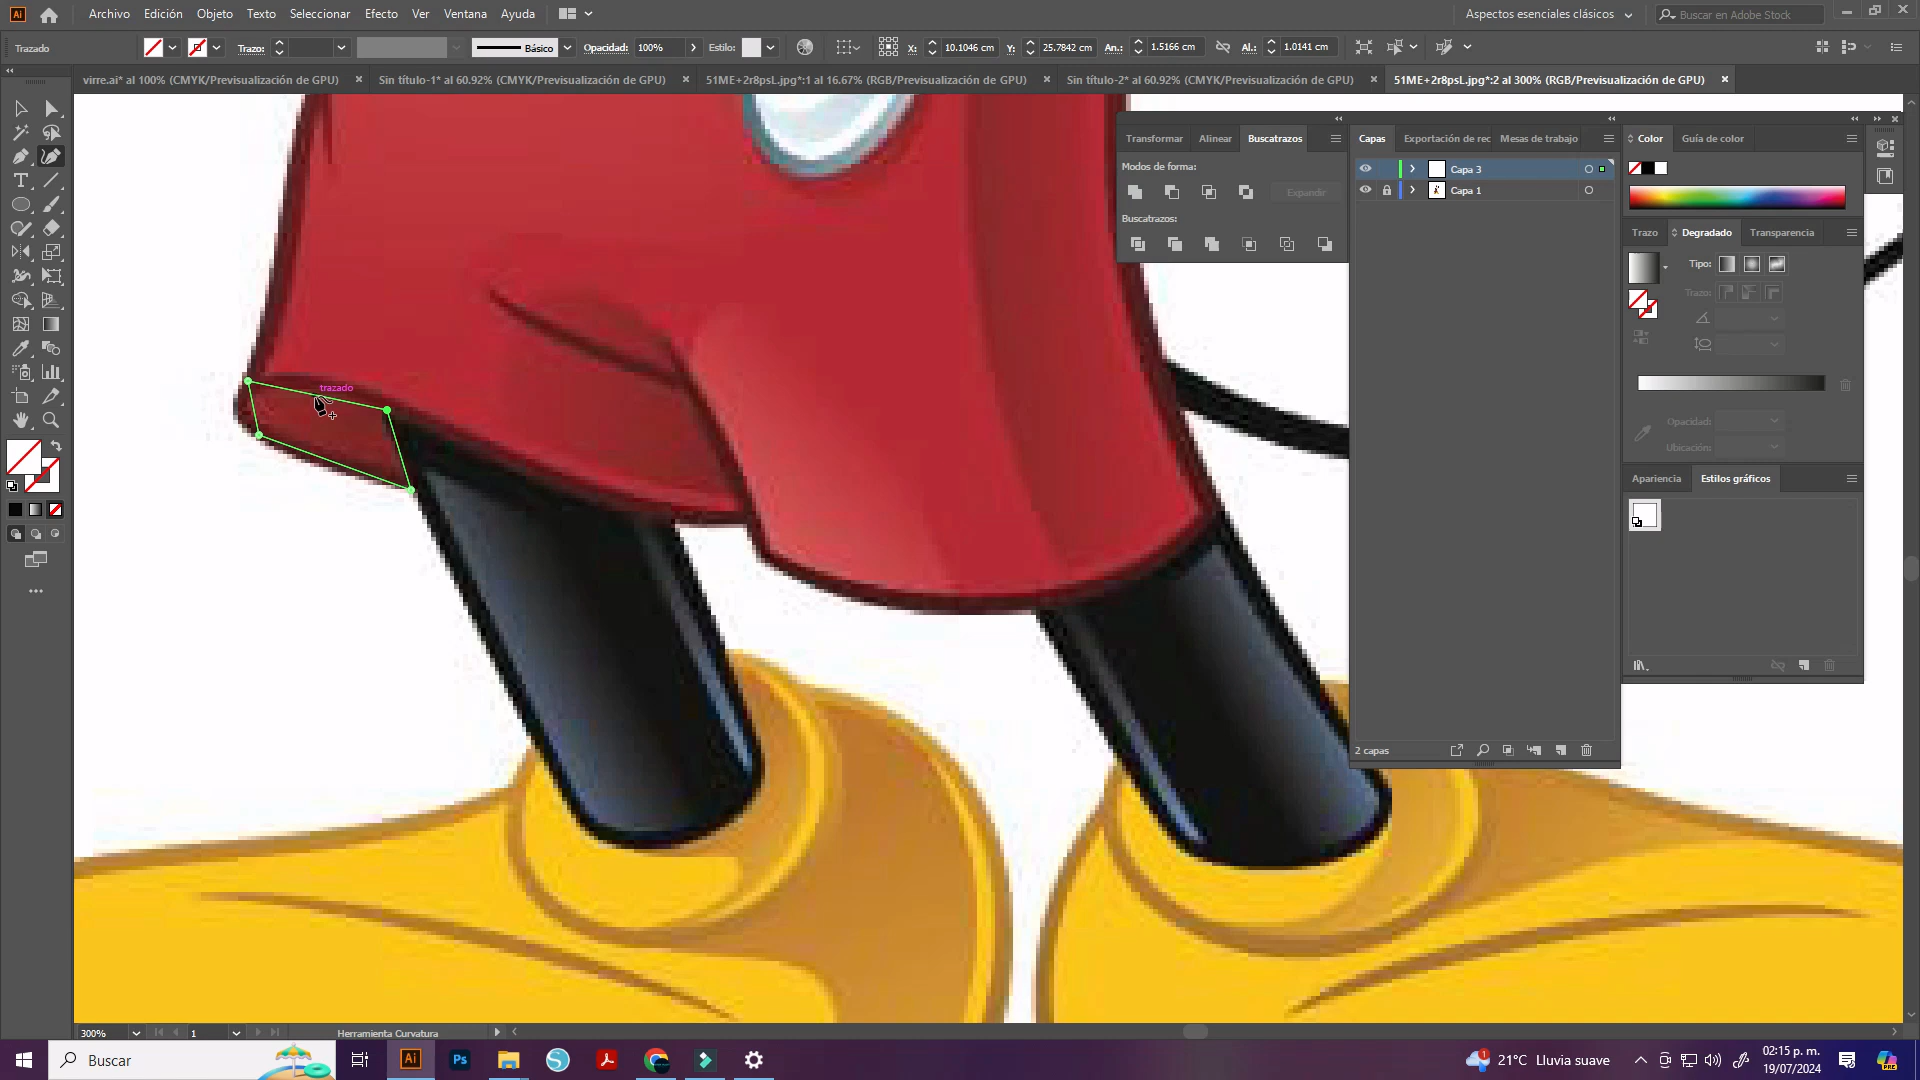 Archivo Edición Objeto Texto Seleccionar Efecto Ver Ventana Ayuda
Aspectos esenciales clásicos
Buscar en Adobe Stock
Trazado
Trazo:
Básico
Opacidad: 100%
Estilo:
X: 10.1046 cm
Y: 25.7842 cm
An.: 1.5166 cm
Al.: 1.0141 cm
virre.ai* al 100% (CMYK/Previsualización de GPU)
Sin título-1* al 60.92% (CMYK/Previsualización de GPU)
51ME+2r8psL.jpg*:1 al 16.67% (RGB/Previsualización de GPU)
Sin título-2* al 60.92% (CMYK/Previsualización de GPU)
51ME+2r8psL.jpg*:2 al 300% (RGB/Previsualización de GPU)
Transformar Alinear Buscatrazos
Modos de forma:
Expandir
Buscatrazos:
Capas Exportación de rec Mesas de trabajo
Capa 3
Capa 1
2 capas
Color Guía de color
Trazo Degradado Transparencia
Tipo:
Trazo:
Opacidad:
Ubicación:
Apariencia Estilos gráficos
trazado
300%
1
Herramienta Curvatura
Buscar
Ai
Ps
21°C Lluvia suave
02:15 p. m.
19/07/2024